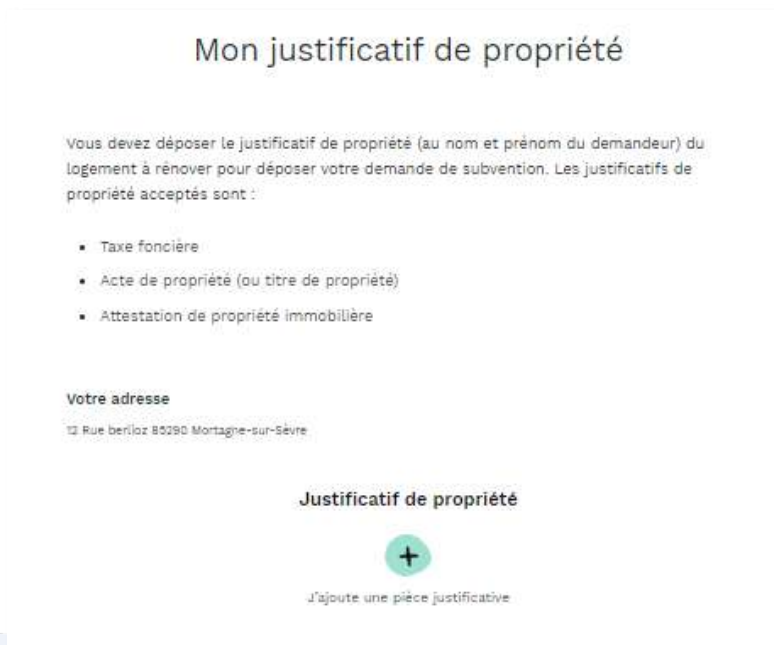 Mon justificatif de propriété
Vous devez déposer le justificatif de propriété (au nom et prénom du demandeur) du
logement à rénover pour déposer votre demande de subvention. Les justificatifs de
propriété acceptés sont :
• Taxe foncière
• Acte de propriété (ou titre de propriété)
• Attestation de propriété immobilière
Votre adresse
12 Rue berlioz 85290 Mortagne-sur-Sèvre
Justificatif de propriété
+
J'ajoute une pièce justificative